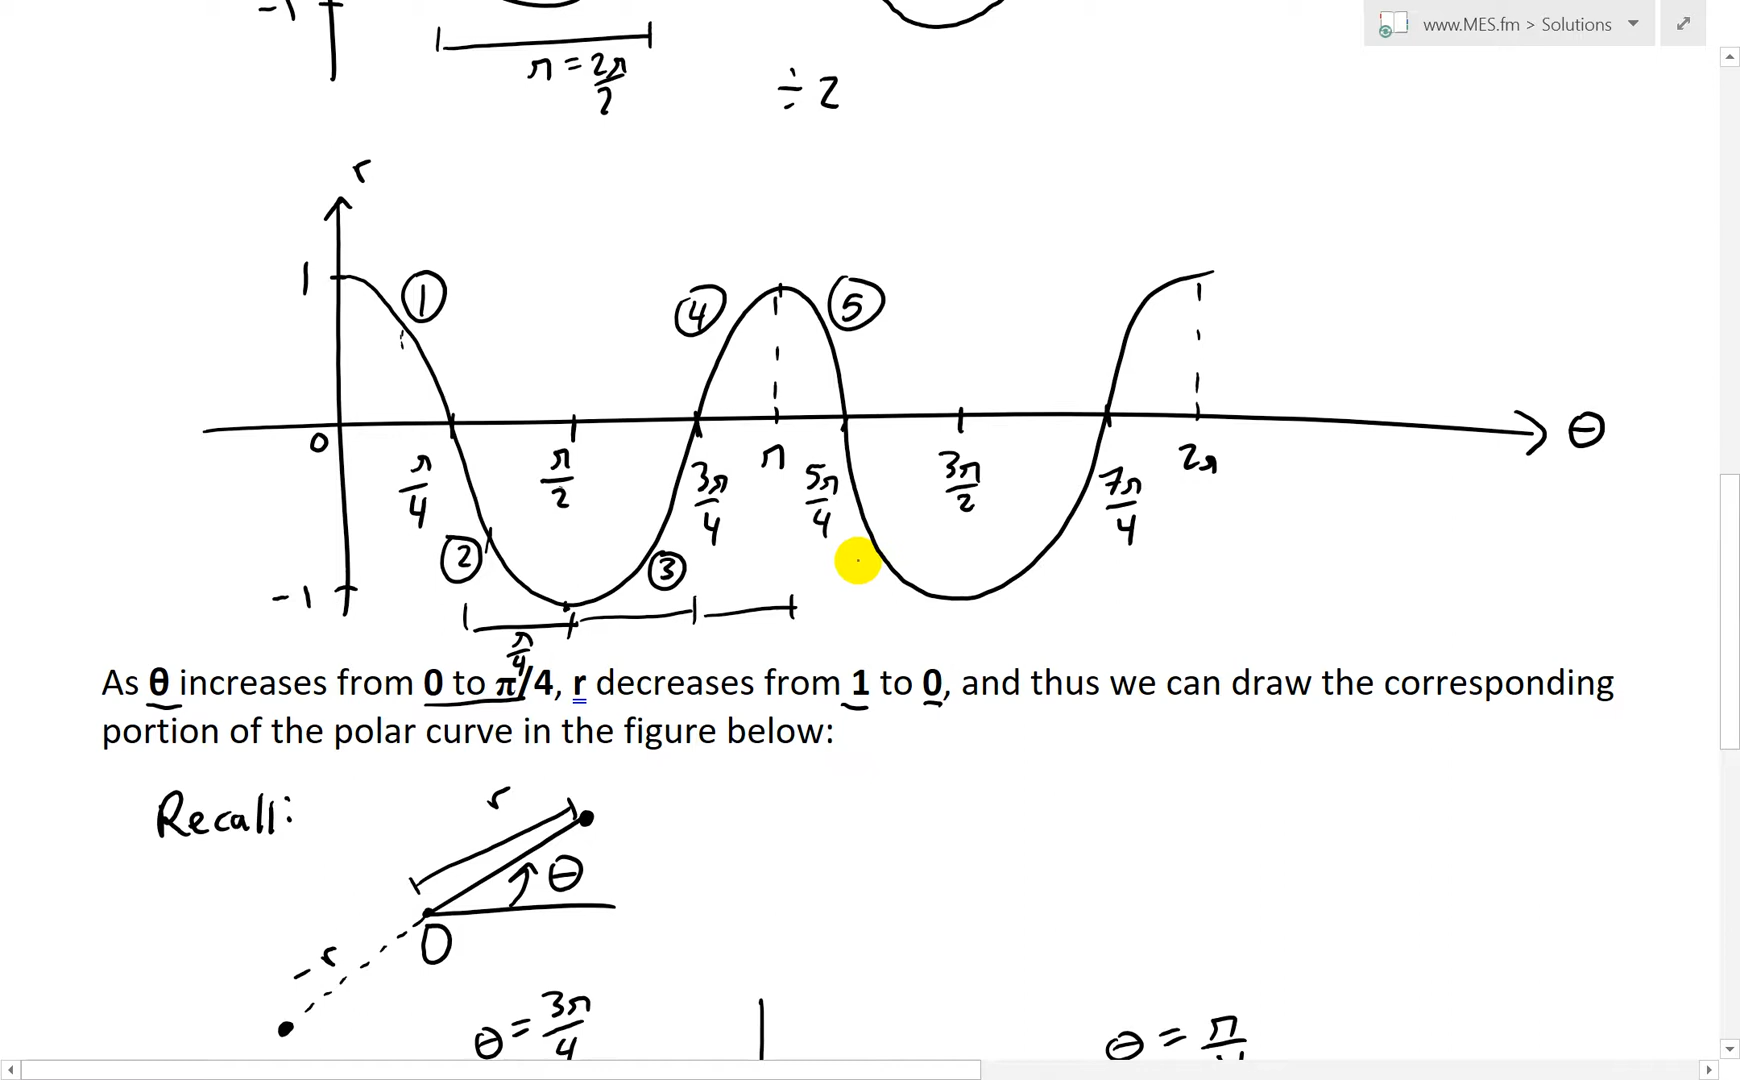 www.MES.fm > Solutions
-1
π = 2π/2
÷ 2
r
1
①
④
⑤
0
π/4
π/2
3π/4
π
5π/4
3π/2
7π/4
2π
θ
②
③
-1
π/4
As θ increases from 0 to π/4, r decreases from 1 to 0, and thus we can draw the corresponding
portion of the polar curve in the figure below:
Recall:
r
θ
O
-r
θ = 3π/4
θ = π/4